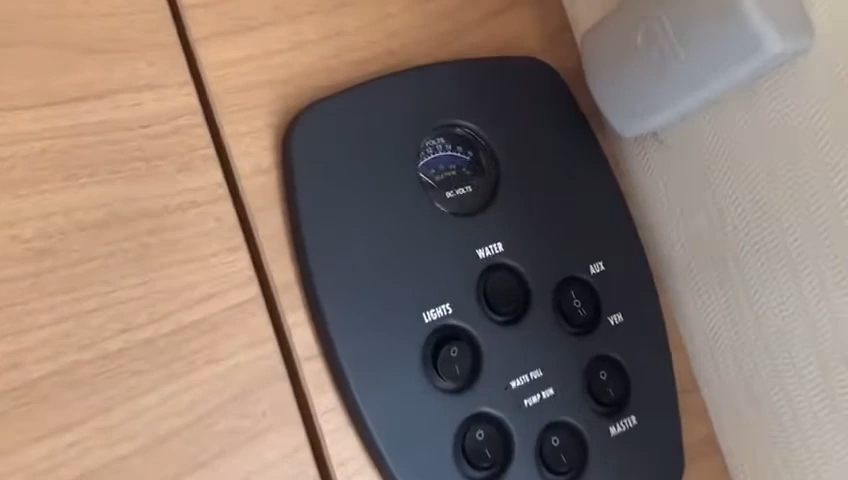 VOLTS
DC.VOLTS
WATER
AUX
LIGHTS
VEH
WASTE FULL
PUMP RUN
MASTER